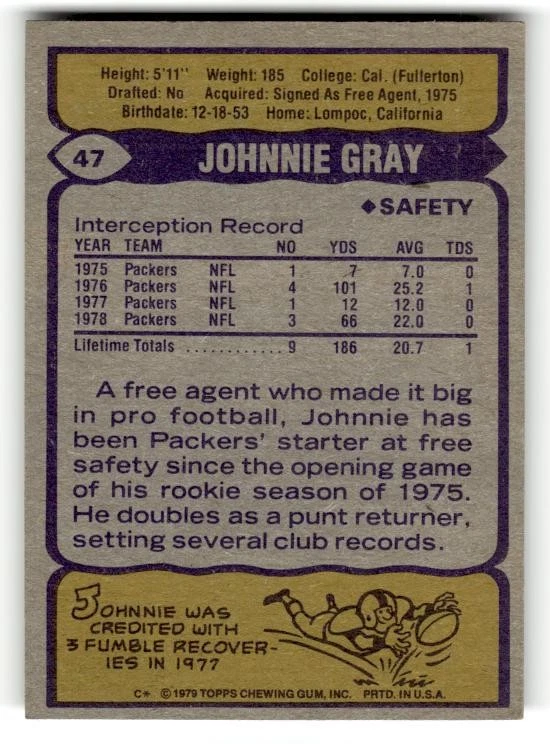 Height: 5'11" Weight: 185 College: Cal. (Fullerton)
Drafted: No Acquired: Signed As Free Agent, 1975
Birthdate: 12-18-53 Home: Lompoc, California
47 JOHNNIE GRAY
◆SAFETY
Interception Record
YEAR TEAM NO YDS AVG TDS
1975 Packers NFL 1 7 7.0 0
1976 Packers NFL 4 101 25.2 1
1977 Packers NFL 1 12 12.0 0
1978 Packers NFL 3 66 22.0 0
Lifetime Totals ............ 9 186 20.7 1
A free agent who made it big
in pro football, Johnnie has
been Packers' starter at free
safety since the opening game
of his rookie season of 1975.
He doubles as a punt returner,
setting several club records.
JOHNNIE WAS
CREDITED WITH
3 FUMBLE RECOVER-
IES IN 1977
C* © 1979 TOPPS CHEWING GUM, INC. PRTD. IN U.S.A.